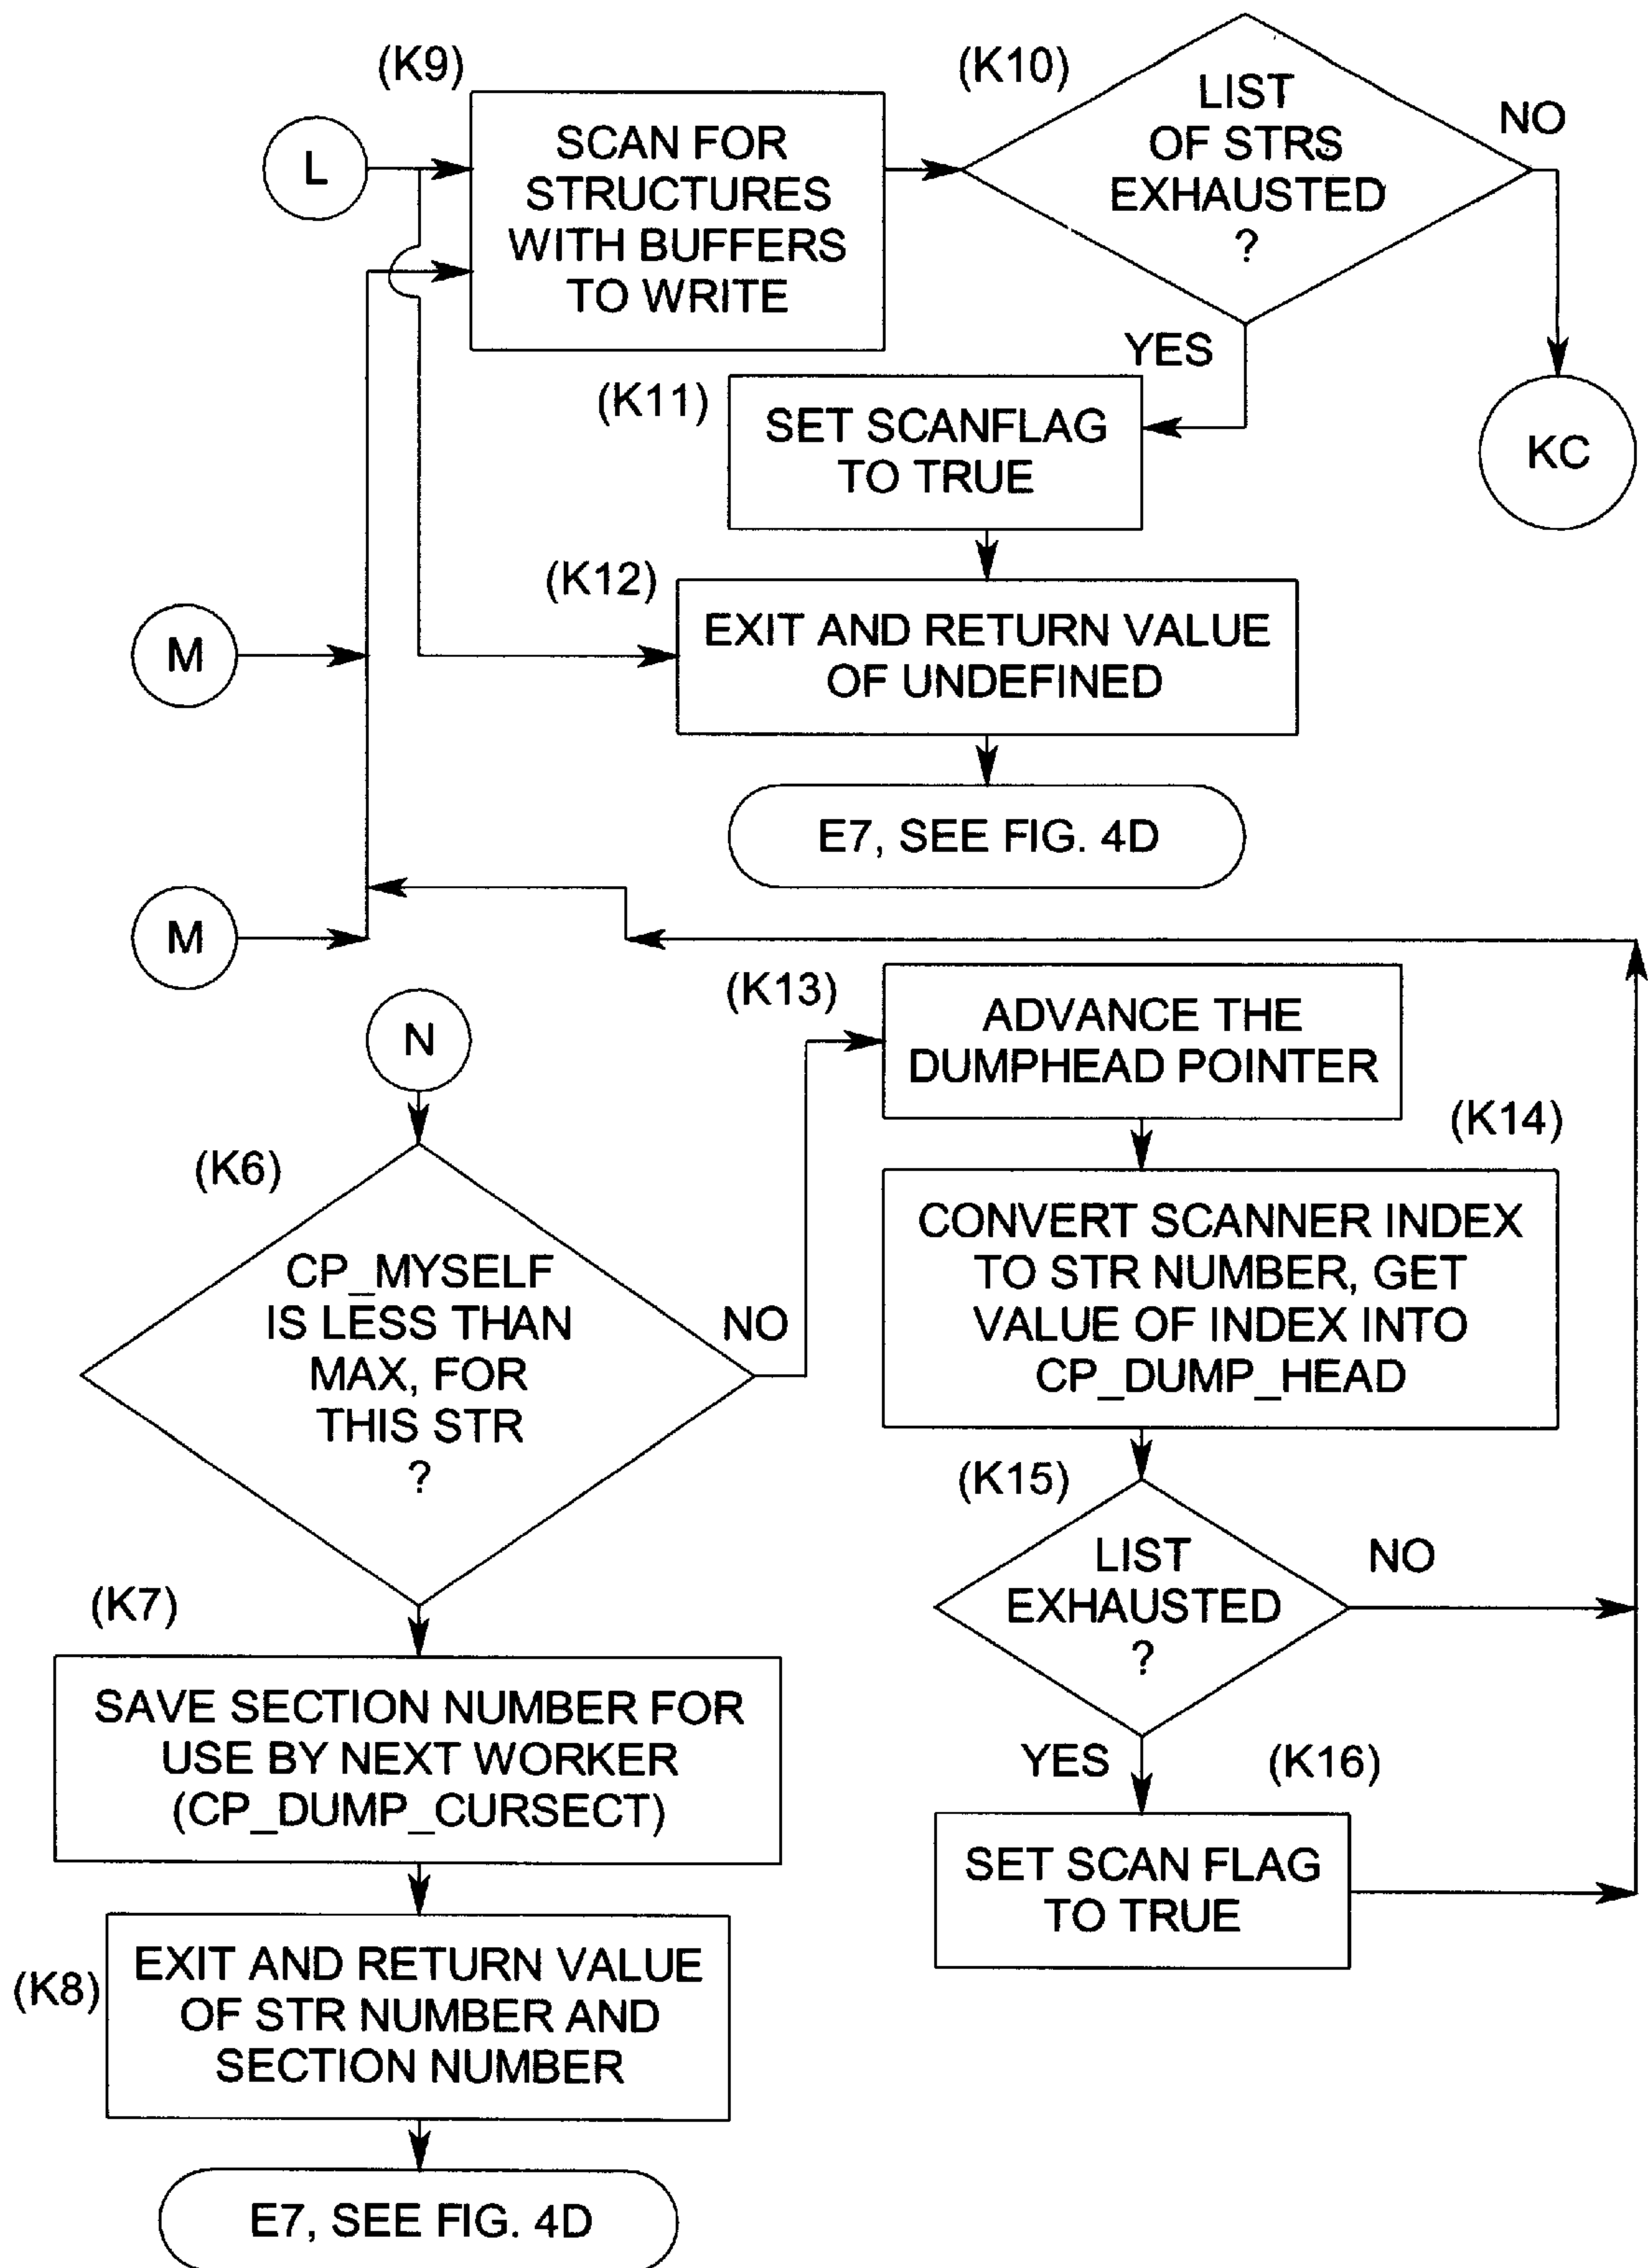 (K9)
(K10)
L
SCAN FOR
STRUCTURES
WITH BUFFERS
TO WRITE
LIST
OF STRS
EXHAUSTED
?
NO
YES
KC
(K11)
SET SCANFLAG
TO TRUE
(K12)
EXIT AND RETURN VALUE
OF UNDEFINED
M
E7, SEE FIG. 4D
M
N
(K13)
ADVANCE THE
DUMPHEAD POINTER
(K14)
CONVERT SCANNER INDEX
TO STR NUMBER, GET
VALUE OF INDEX INTO
CP_DUMP_HEAD
(K6)
CP_MYSELF
IS LESS THAN
MAX, FOR
THIS STR
?
NO
(K15)
LIST
EXHAUSTED
?
NO
YES
(K16)
SET SCAN FLAG
TO TRUE
(K7)
SAVE SECTION NUMBER FOR
USE BY NEXT WORKER
(CP_DUMP_CURSECT)
(K8)
EXIT AND RETURN VALUE
OF STR NUMBER AND
SECTION NUMBER
E7, SEE FIG. 4D